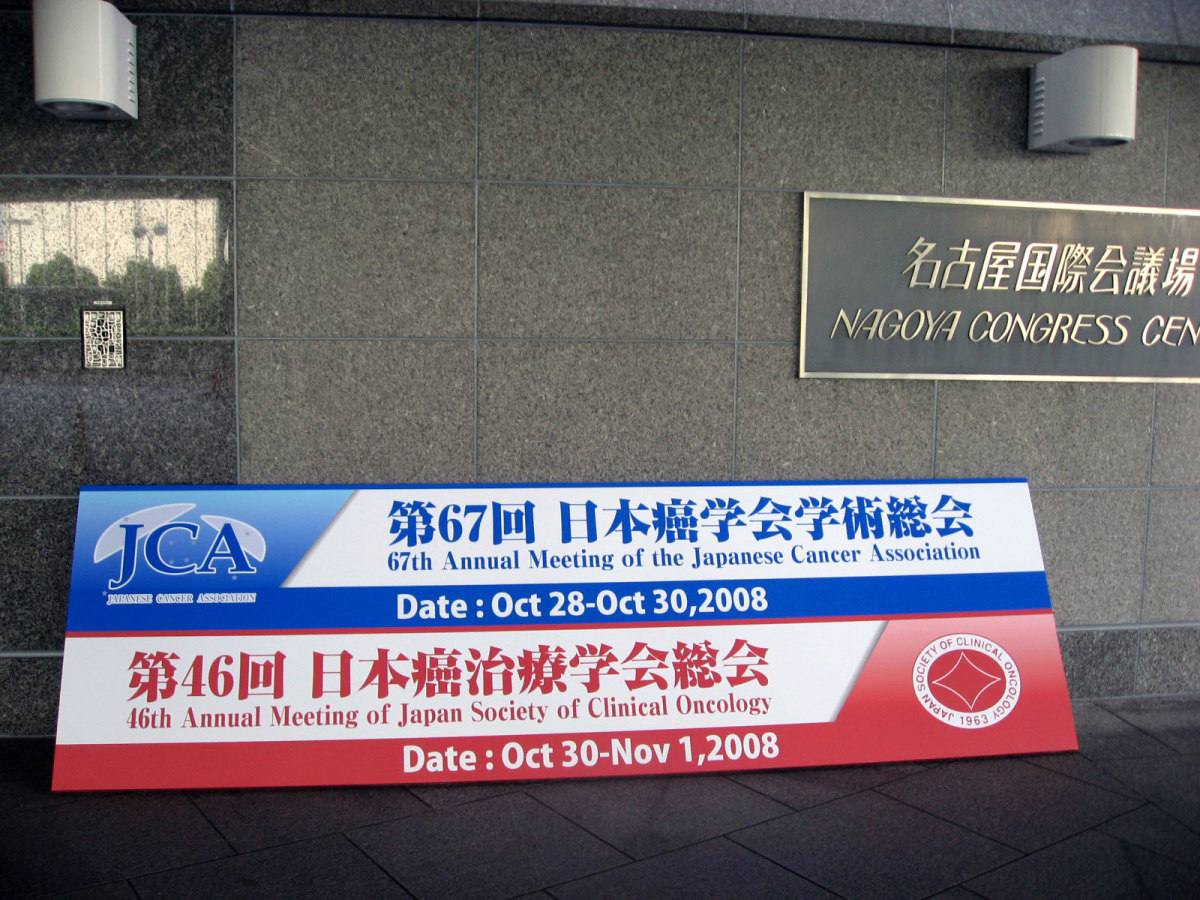 名古屋国際会議場
NAGOYA CONGRESS CEN
JCA
JAPANESE CANCER ASSOCIATION
第67回 日本癌学会学術総会
67th Annual Meeting of the Japanese Cancer Association
Date : Oct 28-Oct 30,2008
第46回 日本癌治療学会総会
46th Annual Meeting of Japan Society of Clinical Oncology
Date : Oct 30-Nov 1,2008
JAPAN SOCIETY OF CLINICAL ONCOLOGY
1963